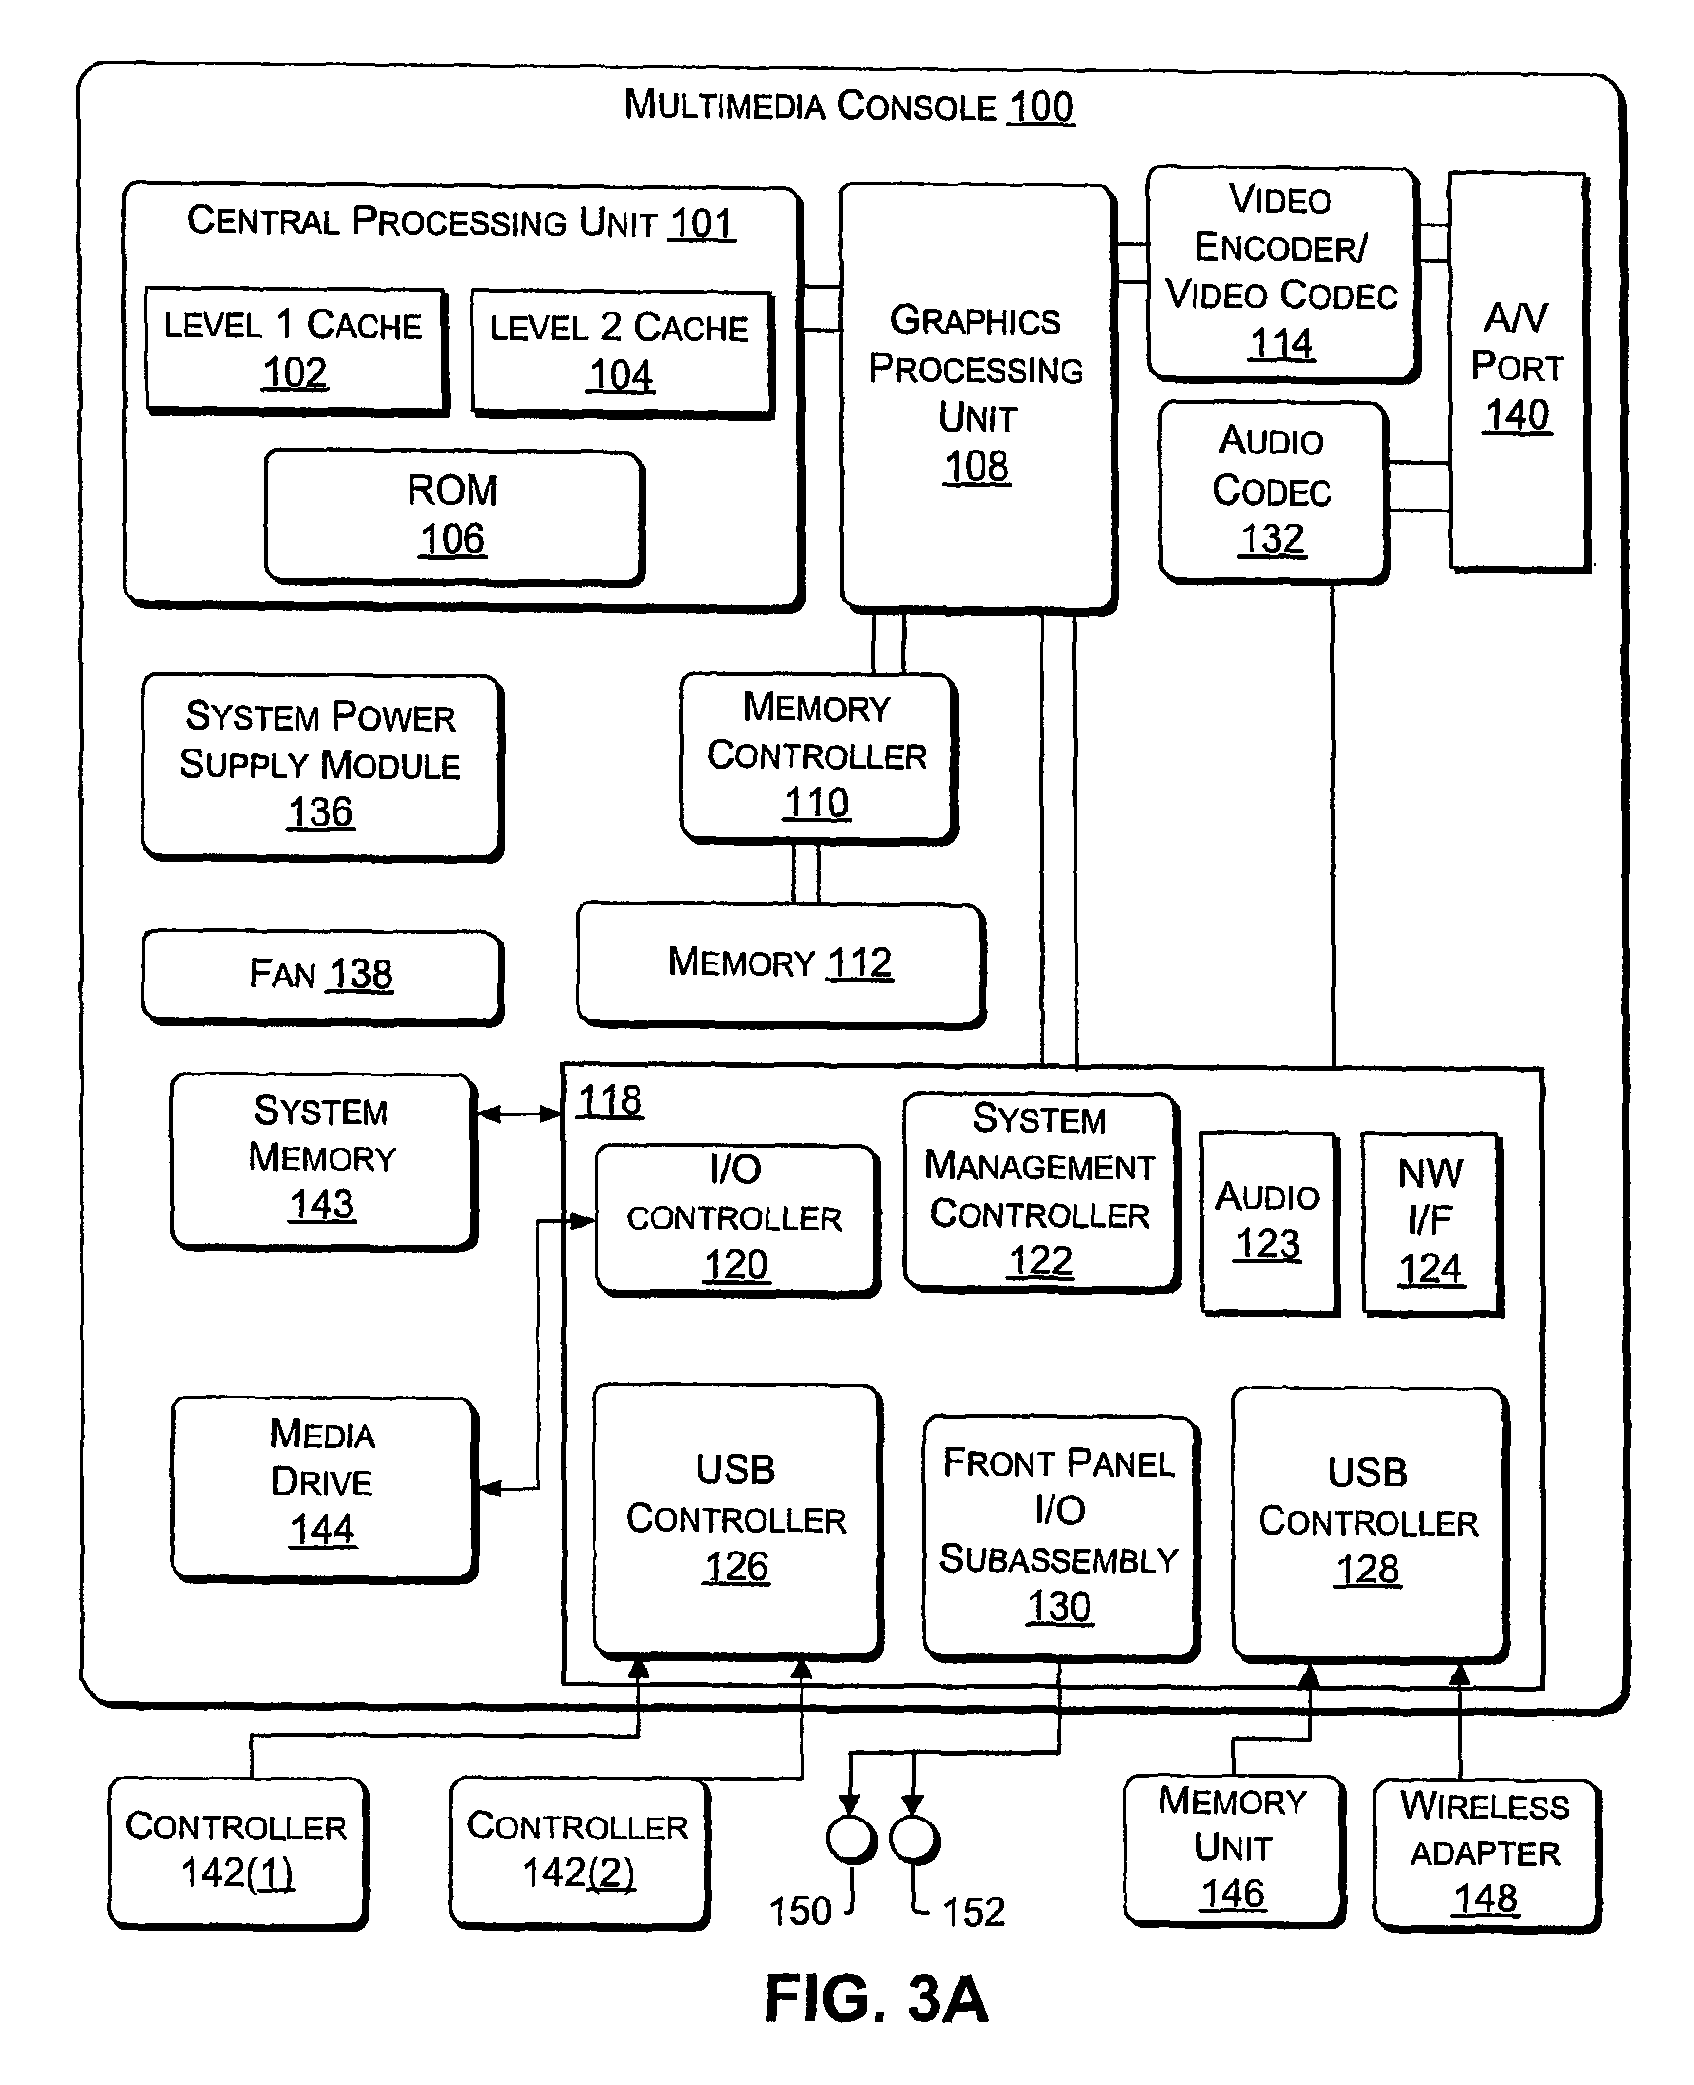 MULTIMEDIA CONSOLE 100
CENTRAL PROCESSING UNIT 101
LEVEL 1 CACHE
102
LEVEL 2 CACHE
104
ROM
106
GRAPHICS
PROCESSING
UNIT
108
VIDEO
ENCODER/
VIDEO CODEC
114
A/V
PORT
140
AUDIO
CODEC
132
SYSTEM POWER
SUPPLY MODULE
136
MEMORY
CONTROLLER
110
FAN 138
MEMORY 112
SYSTEM
MEMORY
143
118
I/O
CONTROLLER
120
SYSTEM
MANAGEMENT
CONTROLLER
122
AUDIO
123
NW
I/F
124
MEDIA
DRIVE
144
USB
CONTROLLER
126
FRONT PANEL
I/O
SUBASSEMBLY
130
USB
CONTROLLER
128
CONTROLLER
142(1)
CONTROLLER
142(2)
150
152
MEMORY
UNIT
146
WIRELESS
ADAPTER
148
FIG. 3A